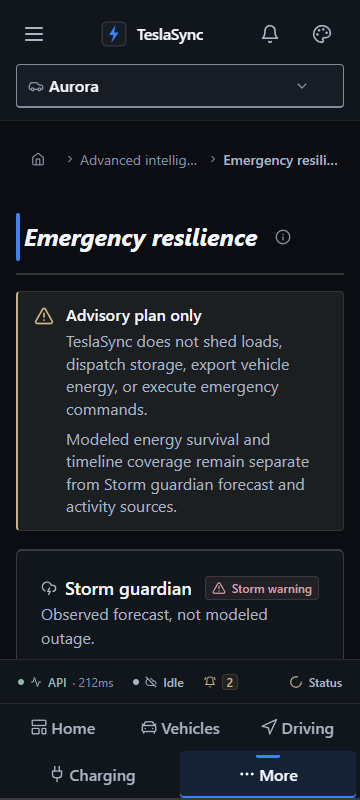 TeslaSync
Aurora
Advanced intellig... Emergency resili...
Emergency resilience
Advisory plan only
TeslaSync does not shed loads,
dispatch storage, export vehicle
energy, or execute emergency
commands.
Modeled energy survival and
timeline coverage remain separate
from Storm guardian forecast and
activity sources.
Storm guardian Storm warning
Observed forecast, not modeled
outage.
API · 212ms Idle 2 Status
Home Vehicles Driving
Charging More